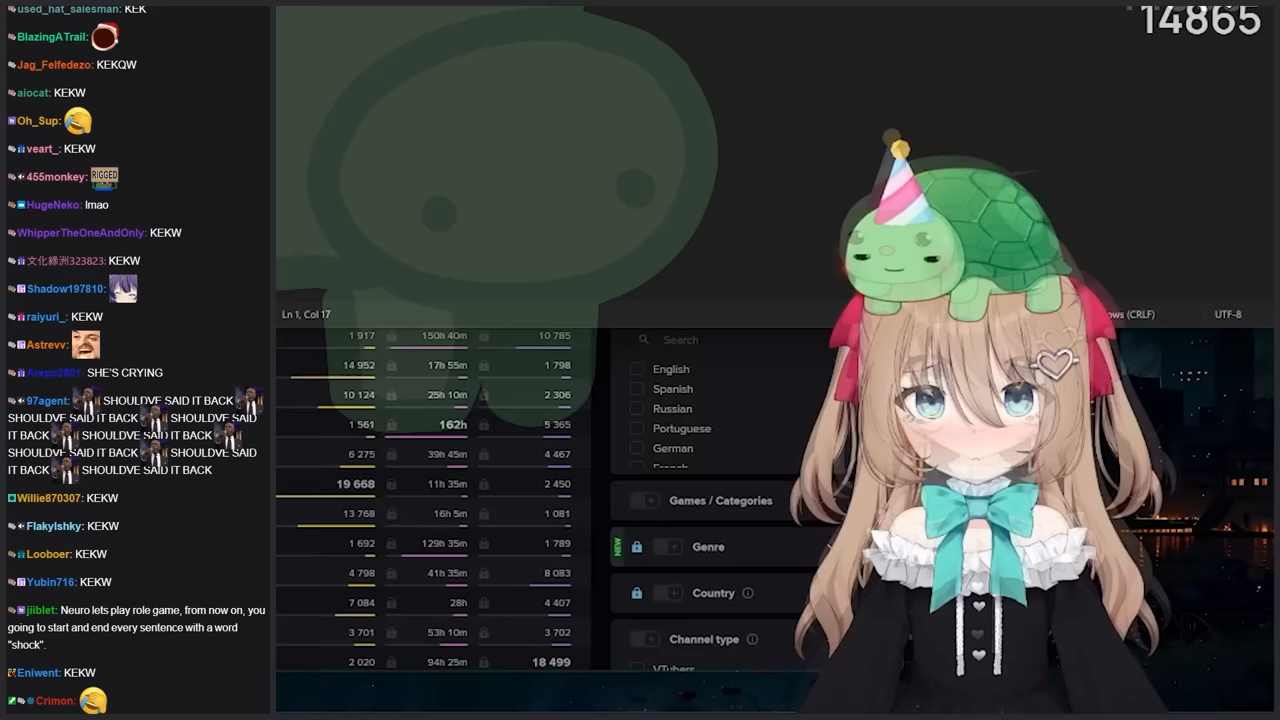 used_hat_salesman: KEK
BlazingATrail:
Jag_Felfedezo: KEKQW
aiocat: KEKW
Oh_Sup:
veart_: KEKW
455monkey: RIGGED
HugeNeko: lmao
WhipperTheOneAndOnly: KEKW
文化綠洲323823: KEKW
Shadow197810:
raiyuri_: KEKW
Astrevv:
Arepo2801: SHE'S CRYING
97agent: SHOULDVE SAID IT BACK
SHOULDVE SAID IT BACK SHOULDVE SAID
IT BACK SHOULDVE SAID IT BACK
SHOULDVE SAID IT BACK SHOULDVE SAID
IT BACK SHOULDVE SAID IT BACK
Willie870307: KEKW
FlakyIshky: KEKW
Looboer: KEKW
Yubin716: KEKW
jiiblet: Neuro lets play role game, from now on, you
going to start and end every sentence with a word
"shock".
Eniwent: KEKW
Crimon:
14865
Ln 1, Col 17
(CRLF)
UTF-8
1 917 150h 40m 10 785
14 952 17h 55m 1 798
10 124 25h 10m 2 306
1 561 162h 5 365
6 275 39h 45m 4 467
19 668 11h 35m 2 450
13 768 16h 5m 1 081
1 692 129h 35m 1 789
4 798 41h 35m 8 083
7 084 28h 4 407
3 701 53h 10m 3 702
2 020 94h 25m 18 499
Search
English
Spanish
Russian
Portuguese
German
French
Games / Categories
NEW
Genre
Country
Channel type
VTubers